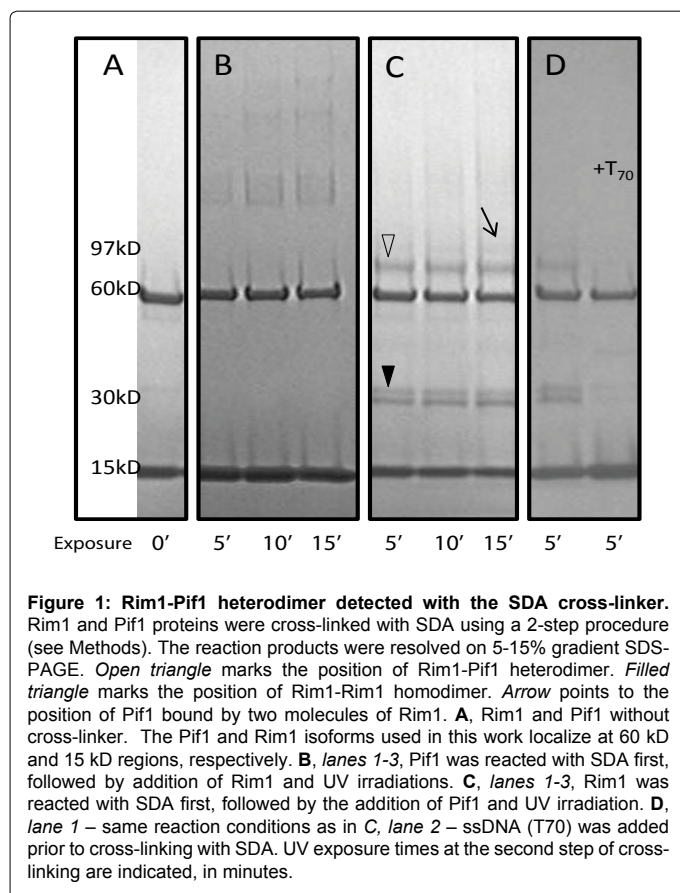 A B C D
+T70
97kD
60kD
30kD
15kD
Exposure 0’ 5’ 10’ 15’ 5’ 10’ 15’ 5’ 5’
Figure 1: Rim1-Pif1 heterodimer detected with the SDA cross-linker.
Rim1 and Pif1 proteins were cross-linked with SDA using a 2-step procedure
(see Methods). The reaction products were resolved on 5-15% gradient SDS-
PAGE. Open triangle marks the position of Rim1-Pif1 heterodimer. Filled
triangle marks the position of Rim1-Rim1 homodimer. Arrow points to the
position of Pif1 bound by two molecules of Rim1. A, Rim1 and Pif1 without
cross-linker. The Pif1 and Rim1 isoforms used in this work localize at 60 kD
and 15 kD regions, respectively. B, lanes 1-3, Pif1 was reacted with SDA first,
followed by addition of Rim1 and UV irradiations. C, lanes 1-3, Rim1 was
reacted with SDA first, followed by the addition of Pif1 and UV irradiation. D,
lane 1 – same reaction conditions as in C, lane 2 – ssDNA (T70) was added
prior to cross-linking with SDA. UV exposure times at the second step of cross-
linking are indicated, in minutes.